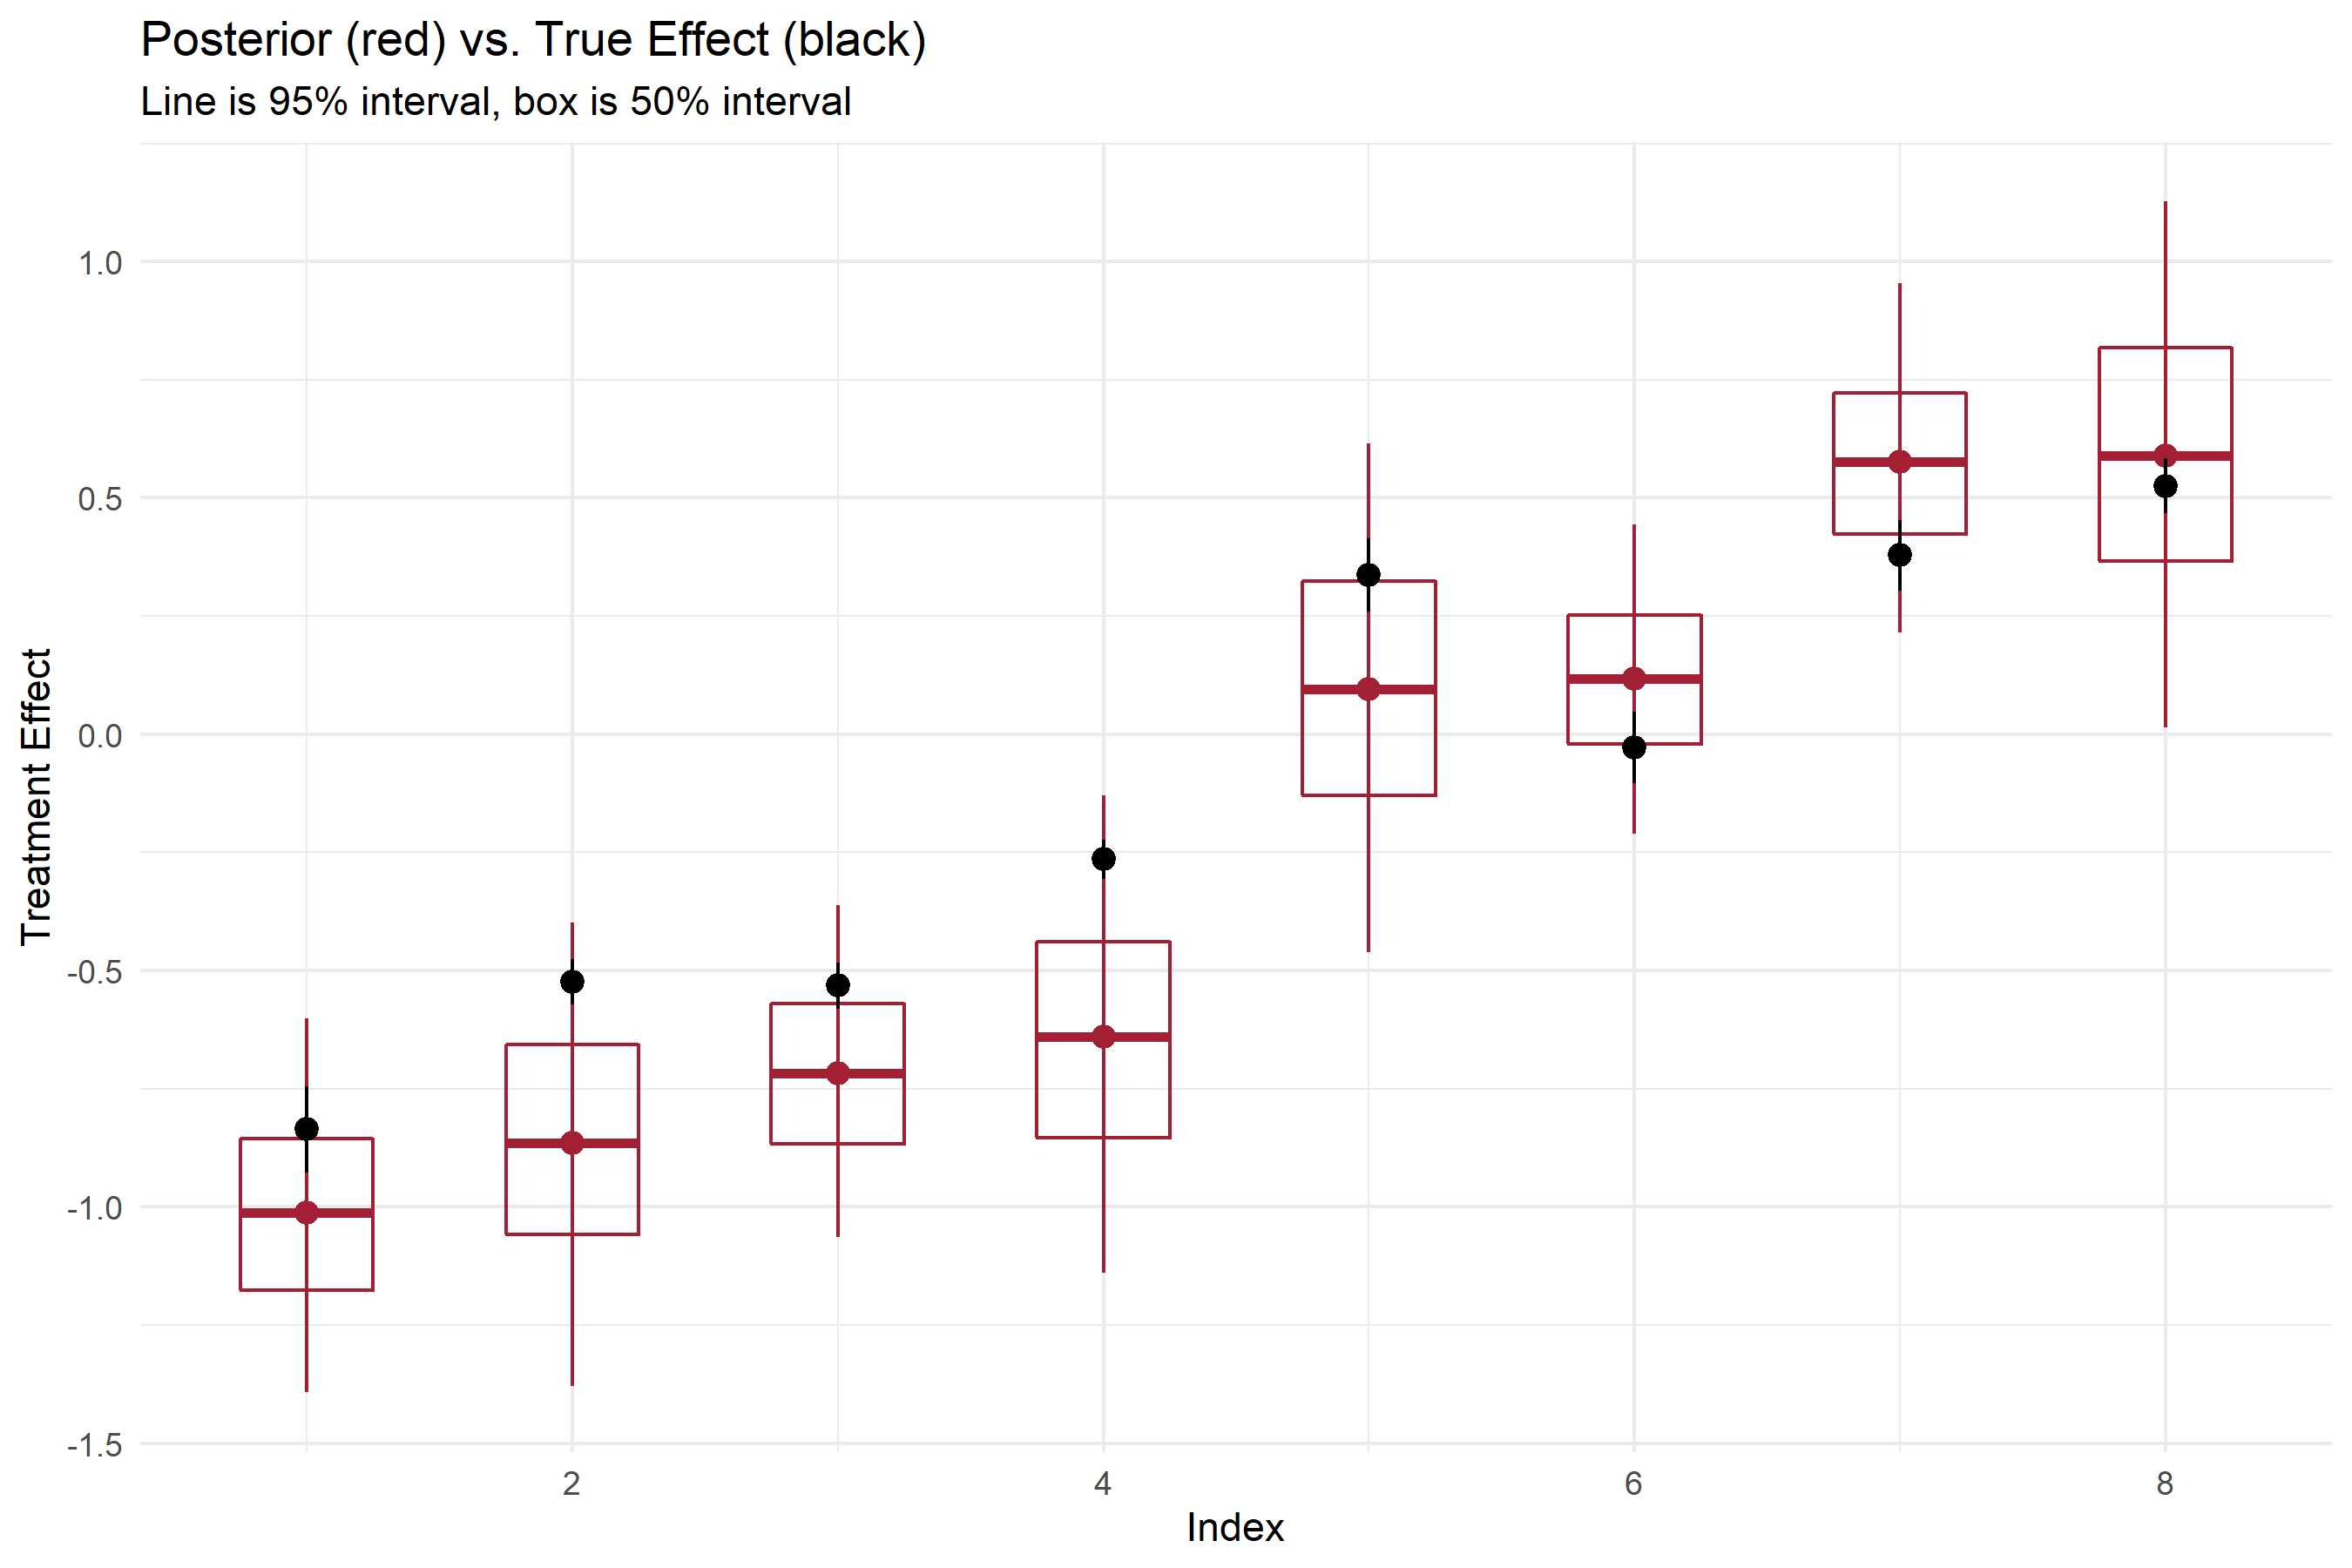 Posterior (red) vs. True Effect (black)
Line is 95% interval, box is 50% interval
Treatment Effect
1.0
0.5
0.0
-0.5
-1.0
-1.5
2
4
6
8
Index